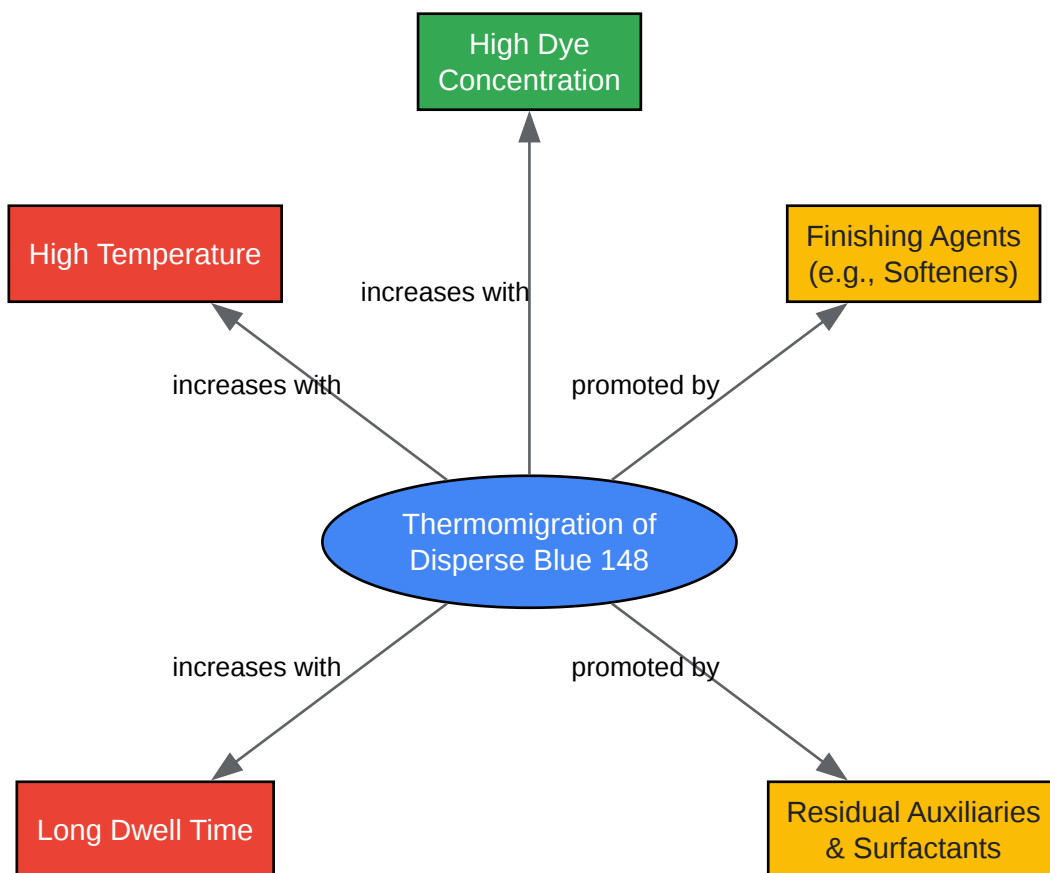 High Dye
Concentration
High Temperature
Finishing Agents
(e.g., Softeners)
increases with
increases with
promoted by
Thermomigration of
Disperse Blue 148
increases with
promoted by
Long Dwell Time
Residual Auxiliaries
& Surfactants